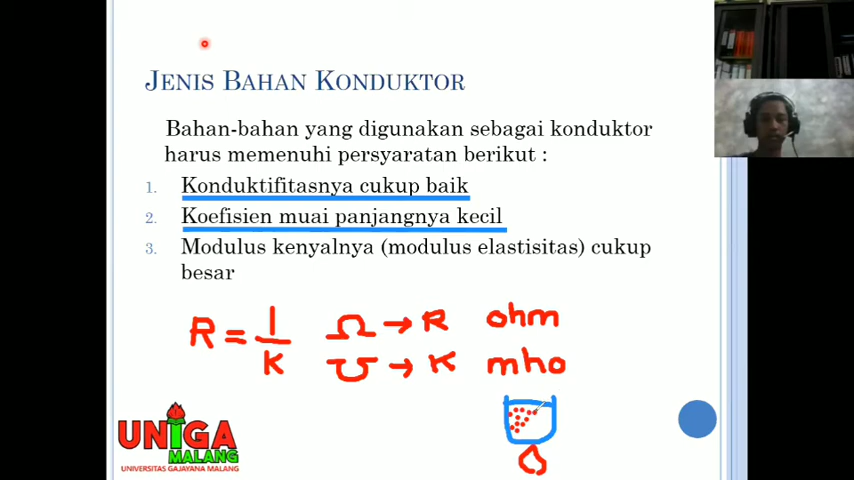 JENIS BAHAN KONDUKTOR
Bahan-bahan yang digunakan sebagai konduktor
harus memenuhi persyaratan berikut :
1. Konduktifitasnya cukup baik
2. Koefisien muai panjangnya kecil
3. Modulus kenyalnya (modulus elastisitas) cukup
besar
R = 1/K
Ω → R ohm
℧ → K mho
UNIGA
MALANG
UNIVERSITAS GAJAYANA MALANG